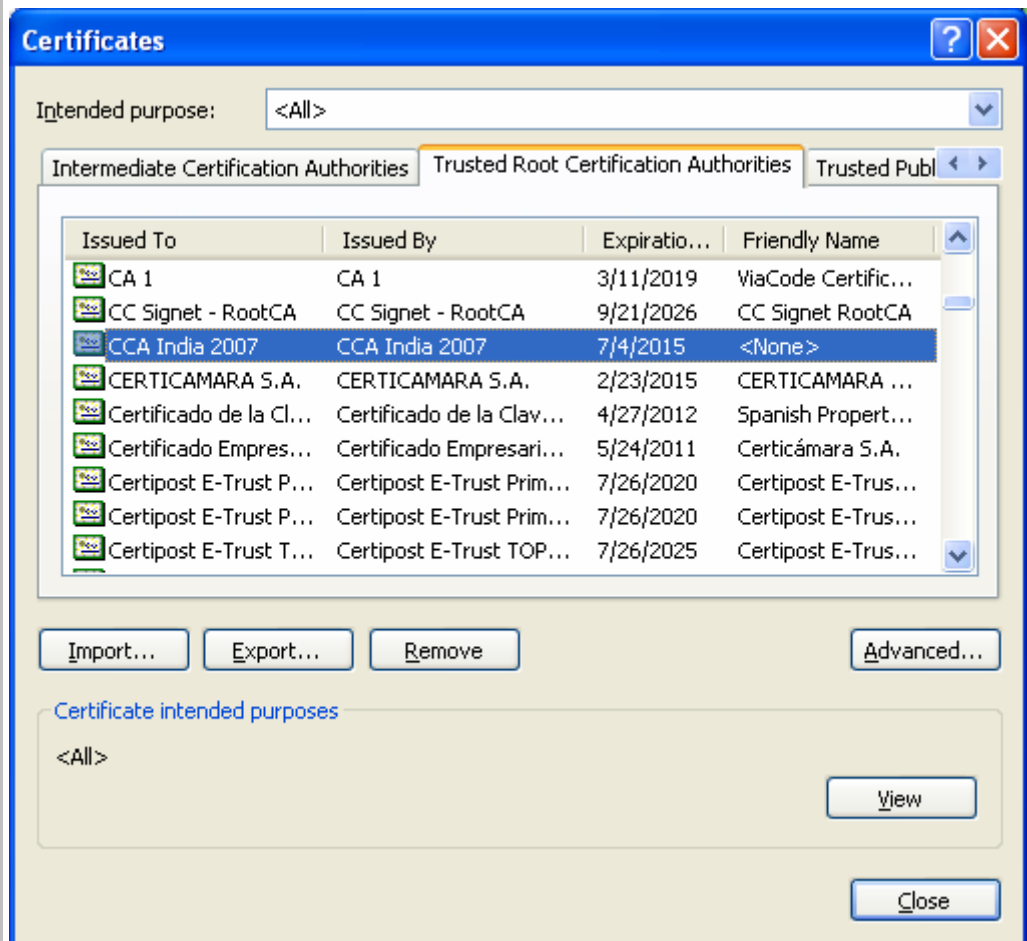 Certificates
Intended purpose: <All>
Intermediate Certification Authorities Trusted Root Certification Authorities Trusted Publ
Issued To Issued By Expiratio... Friendly Name
CA 1 CA 1 3/11/2019 ViaCode Certific...
CC Signet - RootCA CC Signet - RootCA 9/21/2026 CC Signet RootCA
CCA India 2007 CCA India 2007 7/4/2015 <None>
CERTICAMARA S.A. CERTICAMARA S.A. 2/23/2015 CERTICAMARA ...
Certificado de la Cl... Certificado de la Clav... 4/27/2012 Spanish Propert...
Certificado Empres... Certificado Empresari... 5/24/2011 Certicámara S.A.
Certipost E-Trust P... Certipost E-Trust Prim... 7/26/2020 Certipost E-Trus...
Certipost E-Trust P... Certipost E-Trust Prim... 7/26/2020 Certipost E-Trus...
Certipost E-Trust T... Certipost E-Trust TOP... 7/26/2025 Certipost E-Trus...
Import... Export... Remove Advanced...
Certificate intended purposes
<All>
View
Close